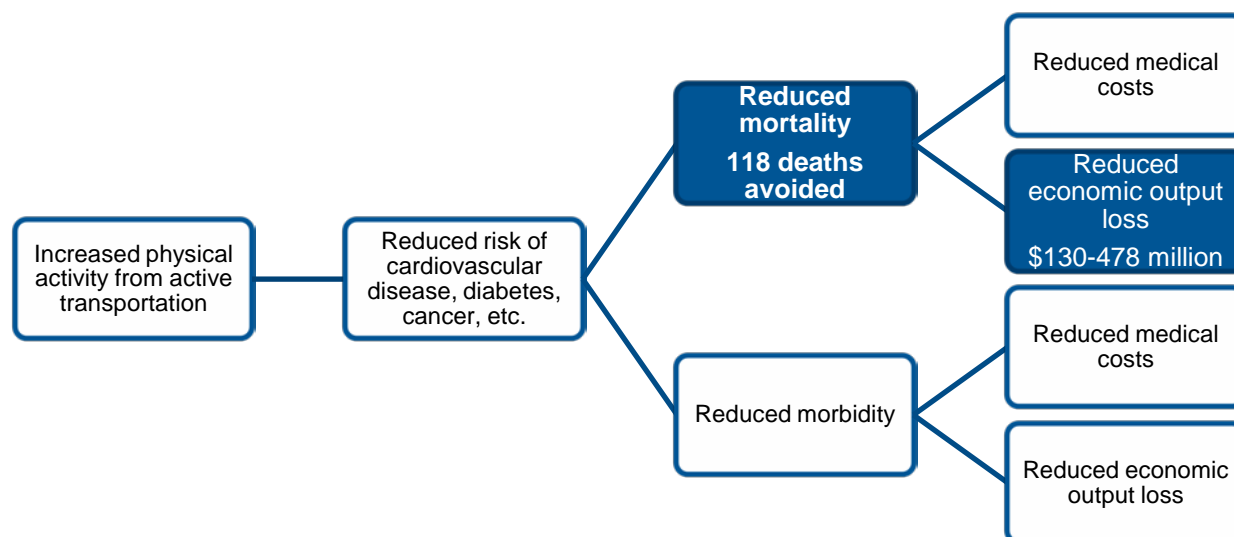 Increased physical
activity from active
transportation
Reduced risk of
cardiovascular
disease, diabetes,
cancer, etc.
Reduced
mortality
118 deaths
avoided
Reduced medical
costs
Reduced
economic output
loss
$130-478 million
Reduced morbidity
Reduced medical
costs
Reduced economic
output loss